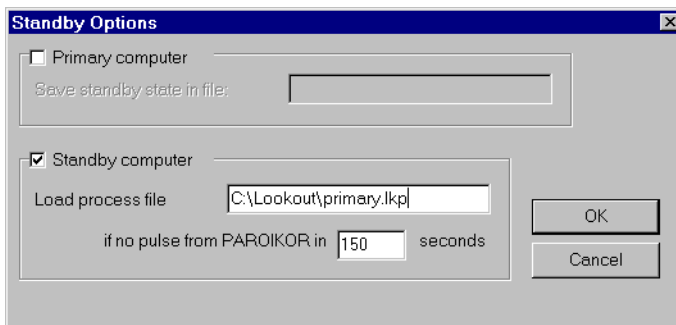 Standby Options
Primary computer
Save standby state in file:
Standby computer
Load process file C:\Lookout\primary.lkp
if no pulse from PAROIKOR in 150 seconds
OK
Cancel